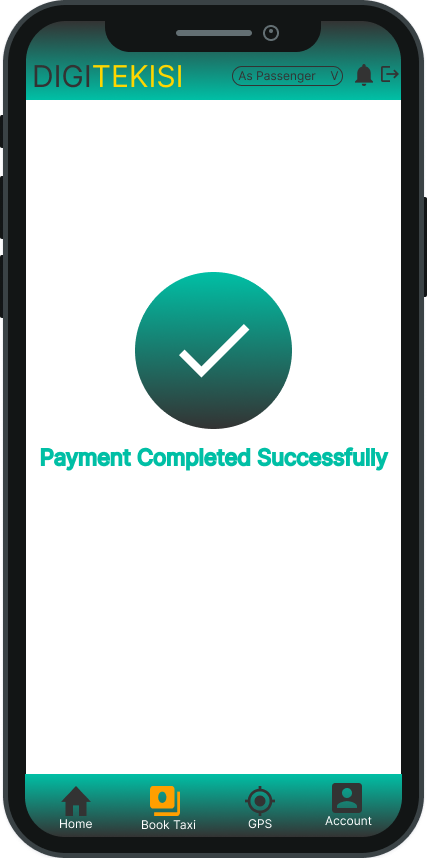 DIGITEKISI
As Passenger V
Payment Completed Successfully
Home
Book Taxi
GPS
Account